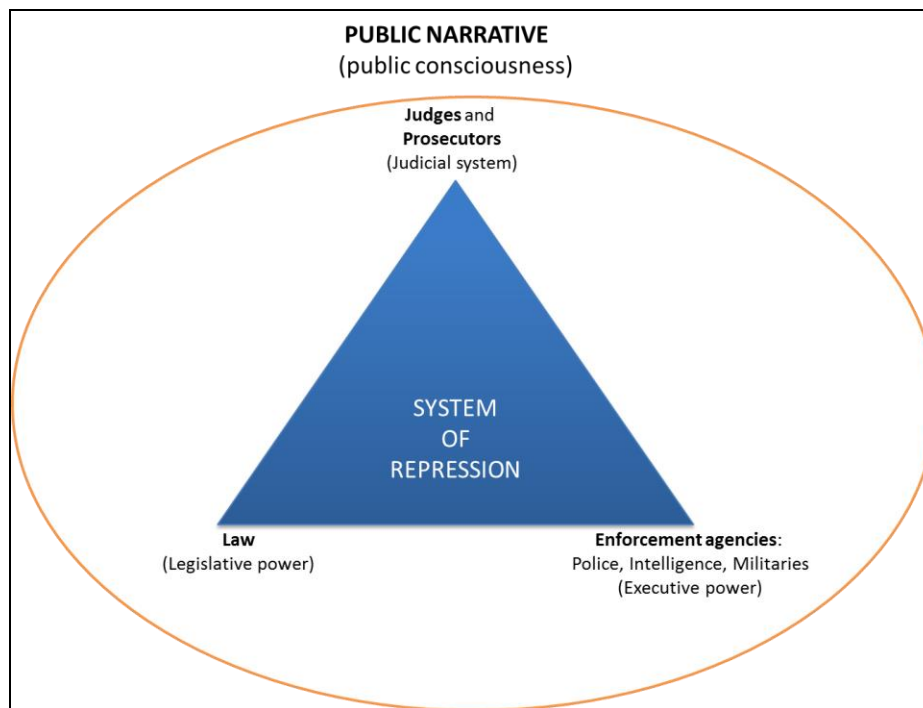 PUBLIC NARRATIVE
(public consciousness)
Judges and
Prosecutors
(Judicial system)
SYSTEM
OF
REPRESSION
Law
(Legislative power)
Enforcement agencies:
Police, Intelligence, Militaries
(Executive power)